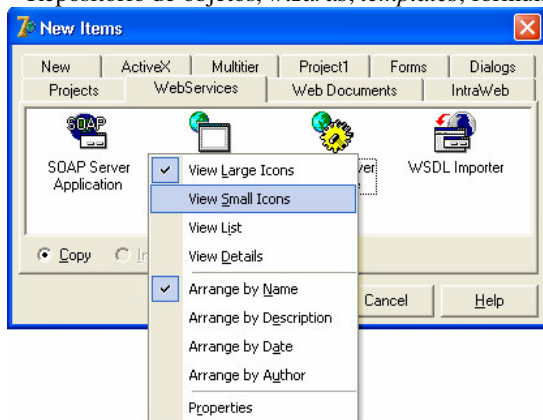 Repositório de objetos, wizards, templates,
New Items
New ActiveX Multitier Project1 Forms Dialogs
Projects WebServices Web Documents IntraWeb
SOAP Server Application
WSDL Importer
View Large Icons
View Small Icons
View List
View Details
Copy
Arrange by Name
Cancel Help
Arrange by Description
Arrange by Date
Arrange by Author
Properties